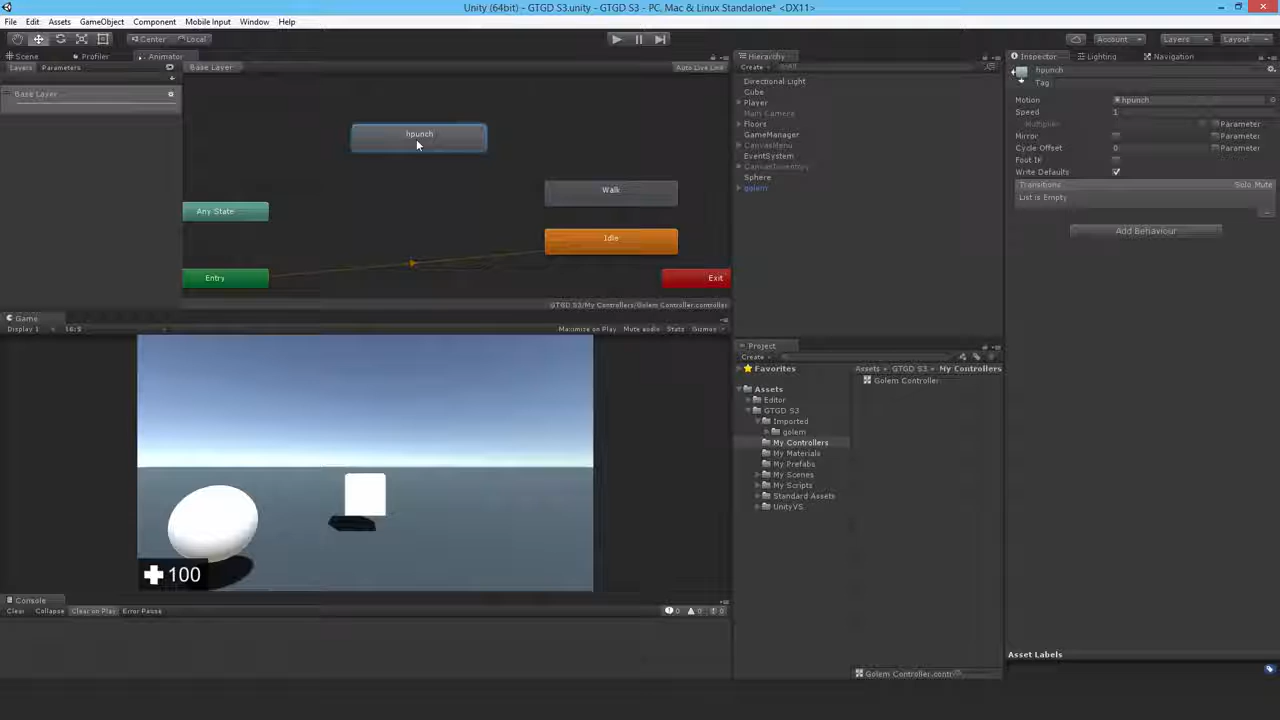 Unity (64bit) - GTGD S3.unity - GTGD S3 - PC, Mac & Linux Standalone* <DX11>
File Edit Assets GameObject Component Mobile Input Window Help
Center Local Account Layers Layout
Scene Profiler Animator Hierarchy Inspector Lighting Navigation
Layers Parameters Base Layer Auto Live Link Create All hpunch
Tag
Directional Light
Base Layer
Cube
Motion hpunch
Player
Speed 1
Main Camera
Floors
Multiplier Parameter
hpunch
GameManager
Mirror Parameter
CanvasMenu
Cycle Offset 0 Parameter
EventSystem
Foot IK
CanvasInventory
Write Defaults
Sphere
Transitions Solo Mute
Walk
golem
List is Empty
Any State
Add Behaviour
Idle
Entry
Exit
GTGD S3/My Controllers/Golem Controller.controller
Game
Display 1 Maximize on Play Mute audio Stats Gizmos
Project
Create
Favorites Assets GTGD S3 My Controllers
Golem Controller
Assets
Editor
GTGD S3
Imported
golem
My Controllers
My Materials
My Prefabs
My Scenes
My Scripts
Standard Assets
UnityVS
100
Console
Clear Collapse Clear on Play Error Pause 0 0 0
Asset Labels
Golem Controller.contr